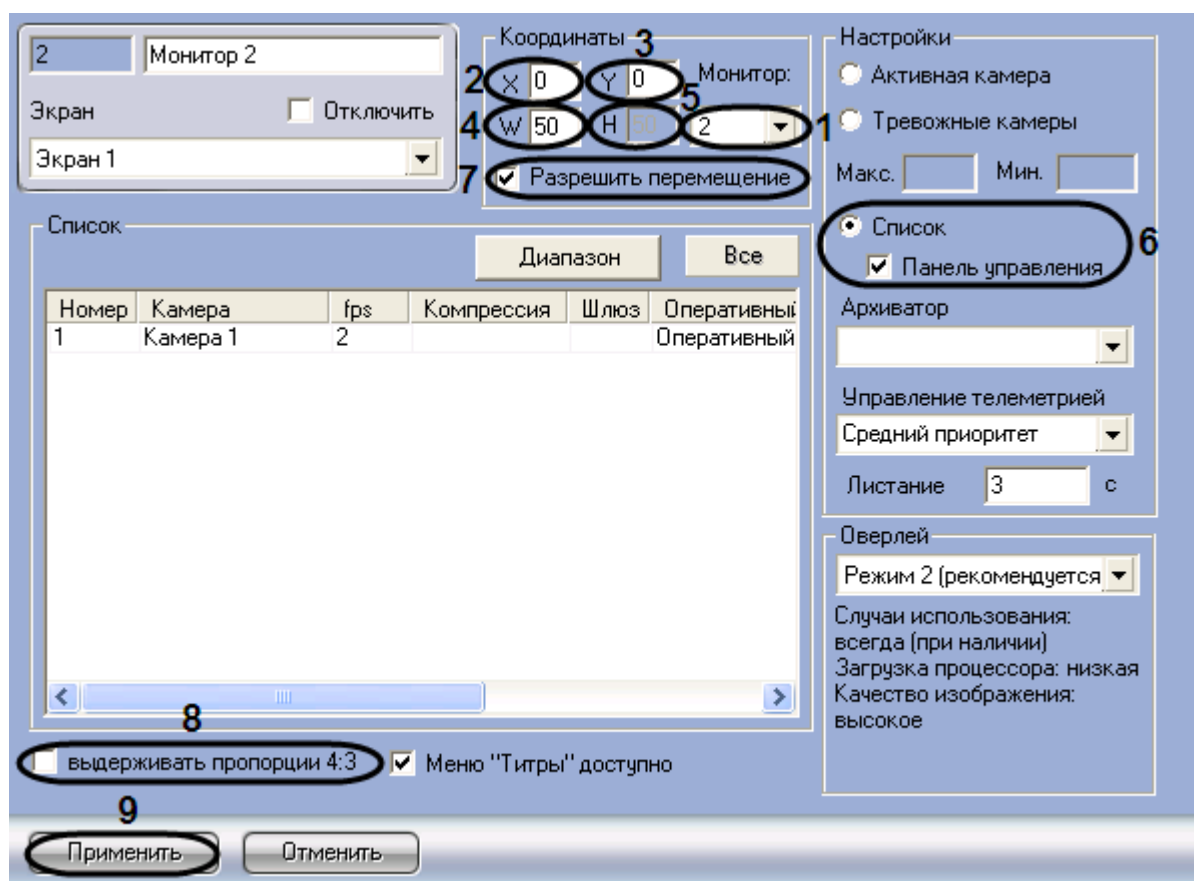 2 Монитор 2
Экран Отключить
Экран 1
Координаты 3
2 X 0 Y 0 Монитор:
5
4 W 50 H 50 2 1
7 Разрешить перемещение
Настройки
Активная камера
Тревожные камеры
Макс. Мин.
Список 6
Панель управления
Архиватор
Управление телеметрией
Средний приоритет
Листание 3 с
Список
Диапазон Все
Номер Камера fps Компрессия Шлюз Оперативный
1 Камера 1 2 Оперативный
Оверлей
Режим 2 (рекомендуется
Случаи использования:
всегда (при наличии)
Загрузка процессора: низкая
Качество изображения:
высокое
8
выдерживать пропорции 4:3 Меню "Титры" доступно
9
Применить Отменить